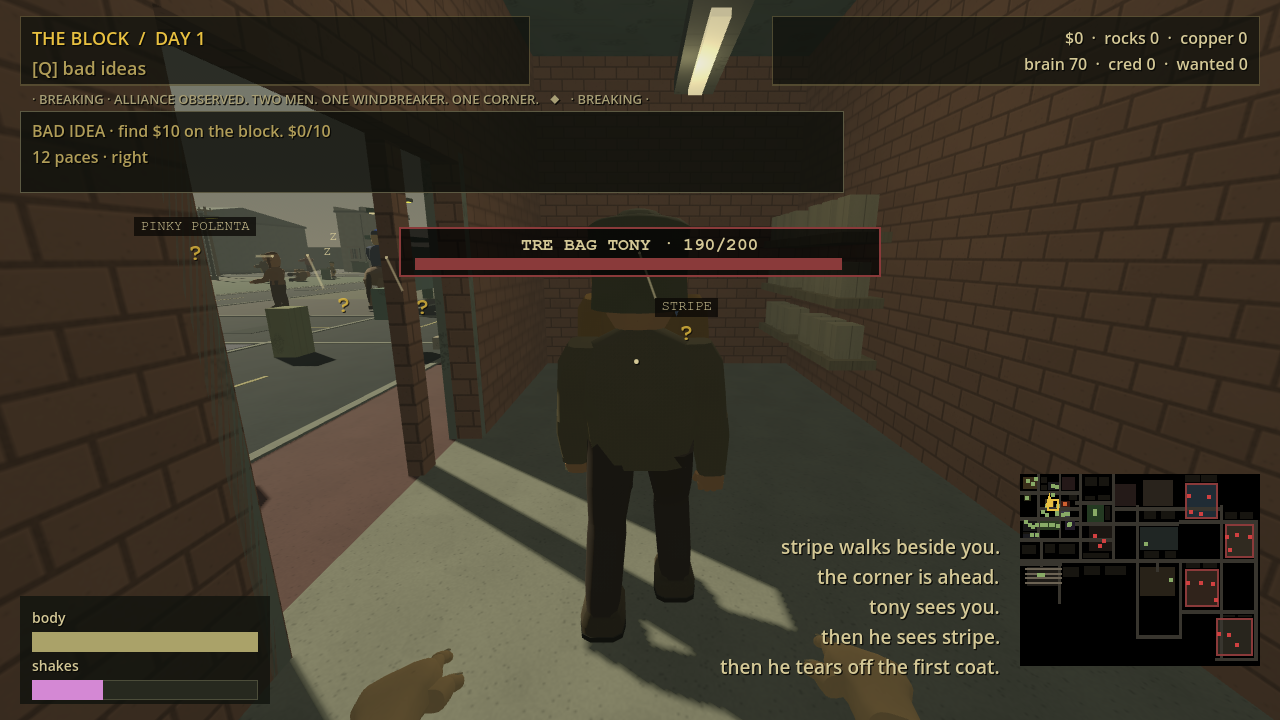 THE BLOCK / DAY 1
[Q] bad ideas
$0 · rocks 0 · copper 0
brain 70 · cred 0 · wanted 0
· BREAKING · ALLIANCE OBSERVED. TWO MEN. ONE WINDBREAKER. ONE CORNER. ◆ · BREAKING ·
BAD IDEA · find $10 on the block. $0/10
12 paces · right
PINKY POLENTA
?
z
z
?
?
TRE BAG TONY · 190/200
STRIPE
?
stripe walks beside you.
the corner is ahead.
tony sees you.
then he sees stripe.
then he tears off the first coat.
body
shakes